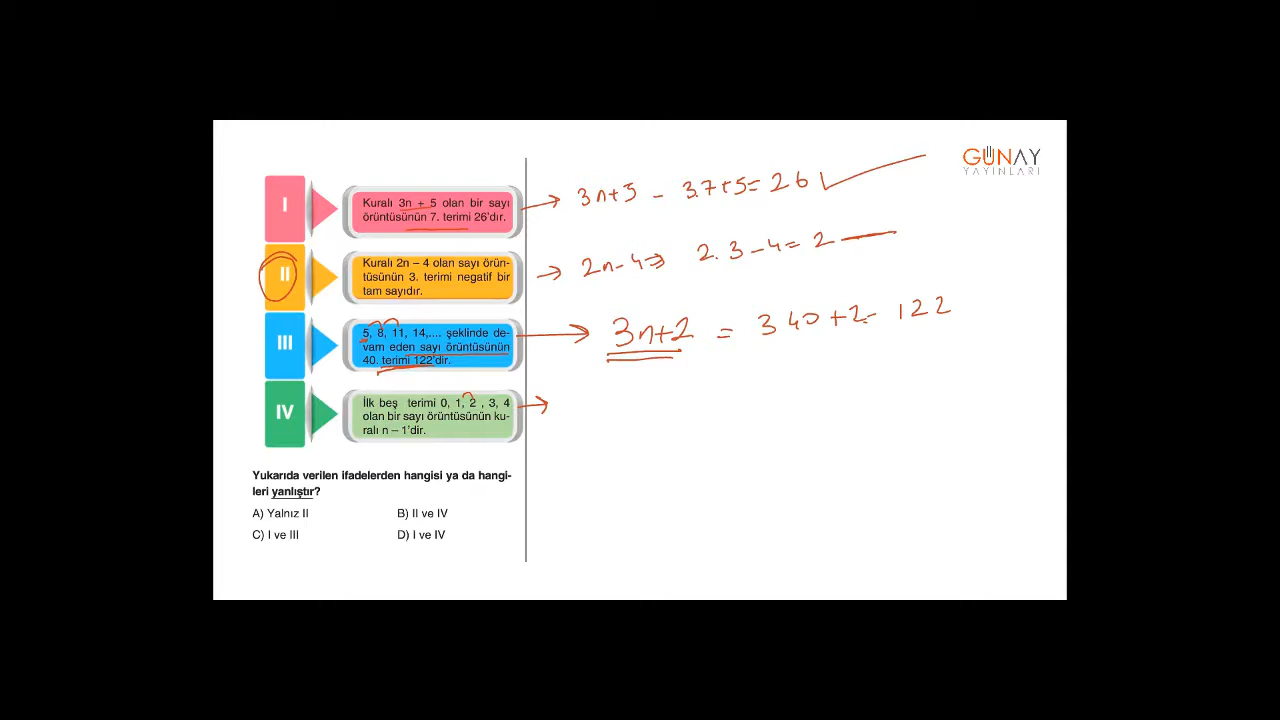 GÜNAY
YAYINLARI
I
Kuralı 3n + 5 olan bir sayı
örüntüsünün 7. terimi 26'dır.
3n+5 - 3.7+5=26
II
Kuralı 2n – 4 olan sayı örün-
tüsünün 3. terimi negatif bir
tam sayıdır.
2n-4⇒ 2.3-4=2
III
5, 8, 11, 14,.... şeklinde de-
vam eden sayı örüntüsünün
40. terimi 122'dir.
3n+2 = 3 40+2= 122
IV
İlk beş terimi 0, 1, 2 , 3, 4
olan bir sayı örüntüsünün ku-
ralı n – 1'dir.
Yukarıda verilen ifadelerden hangisi ya da hangi-
leri yanlıştır?
A) Yalnız II B) II ve IV
C) I ve III D) I ve IV